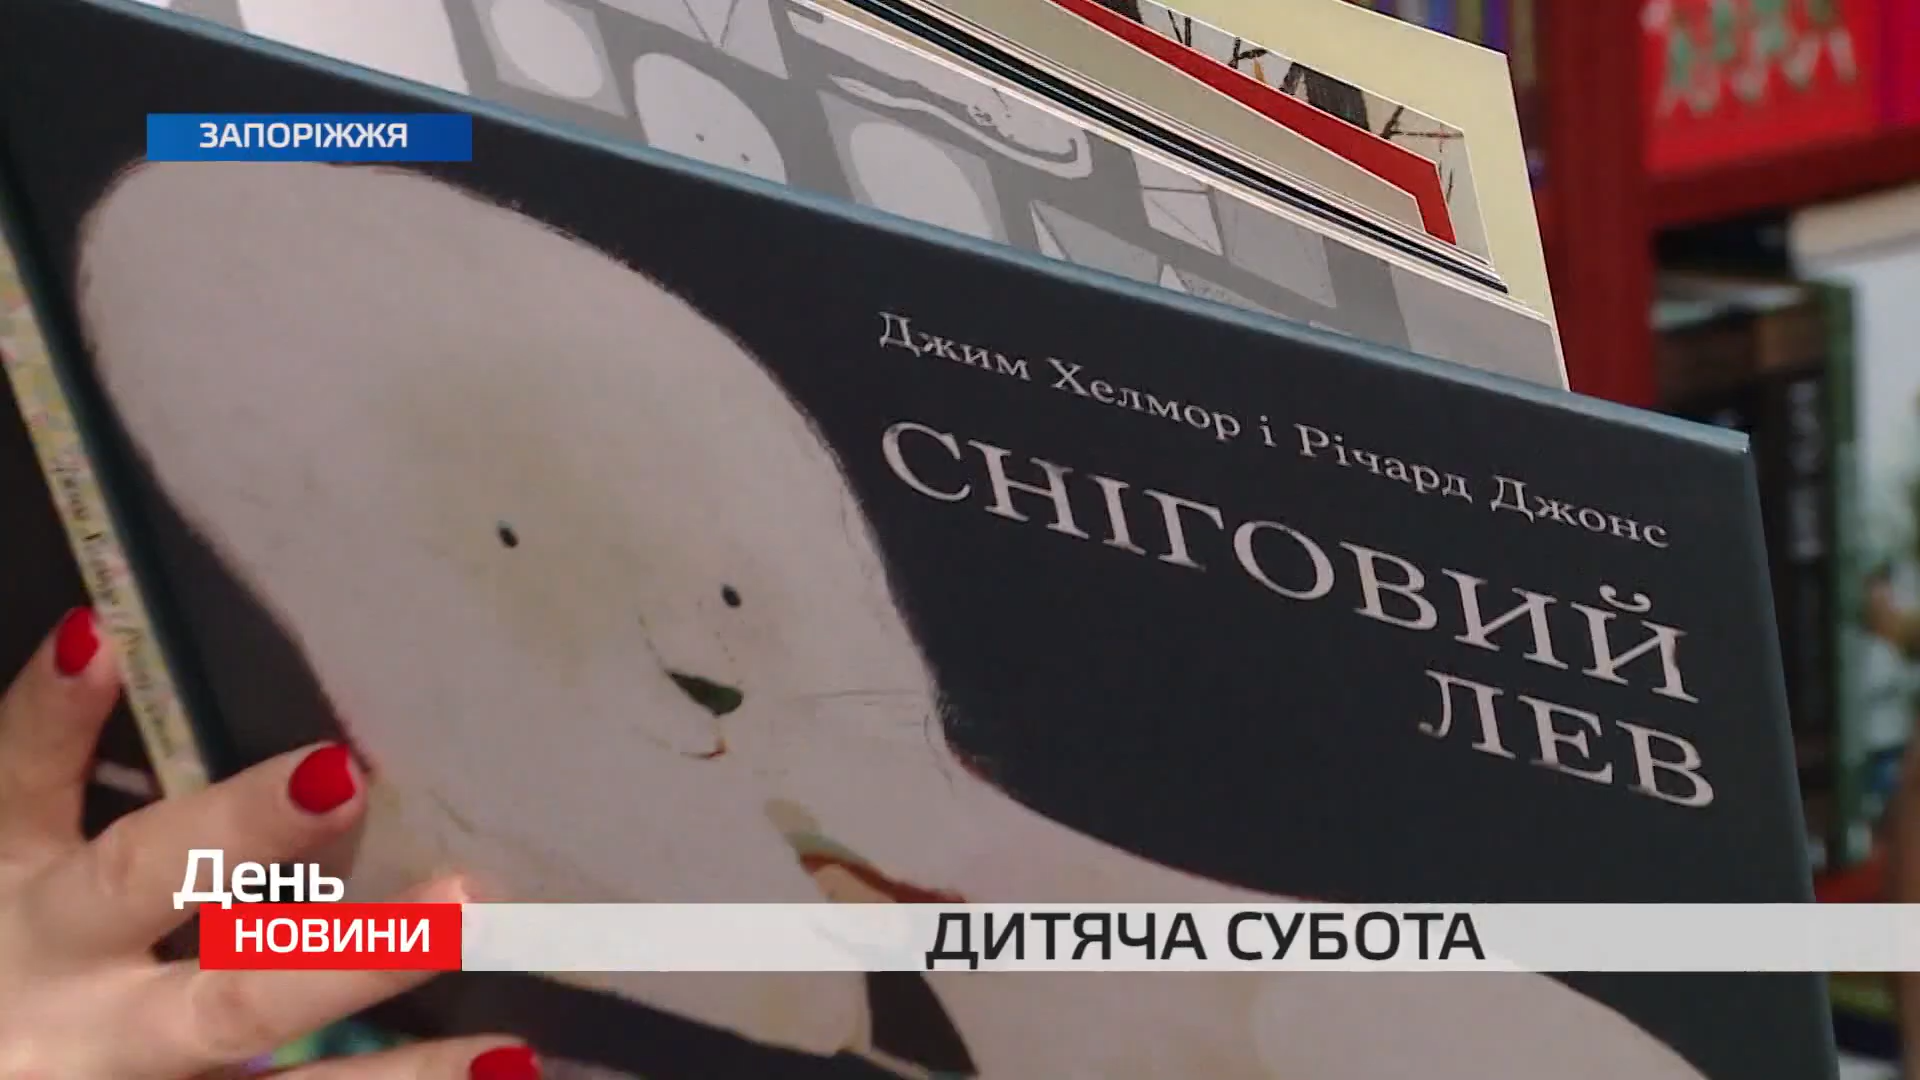 ЗАПОРІЖЖЯ
Джим Хелмор і Річард Джонс
СНІГОВИЙ
ЛЕВ
День
НОВИНИ
ДИТЯЧА СУБОТА